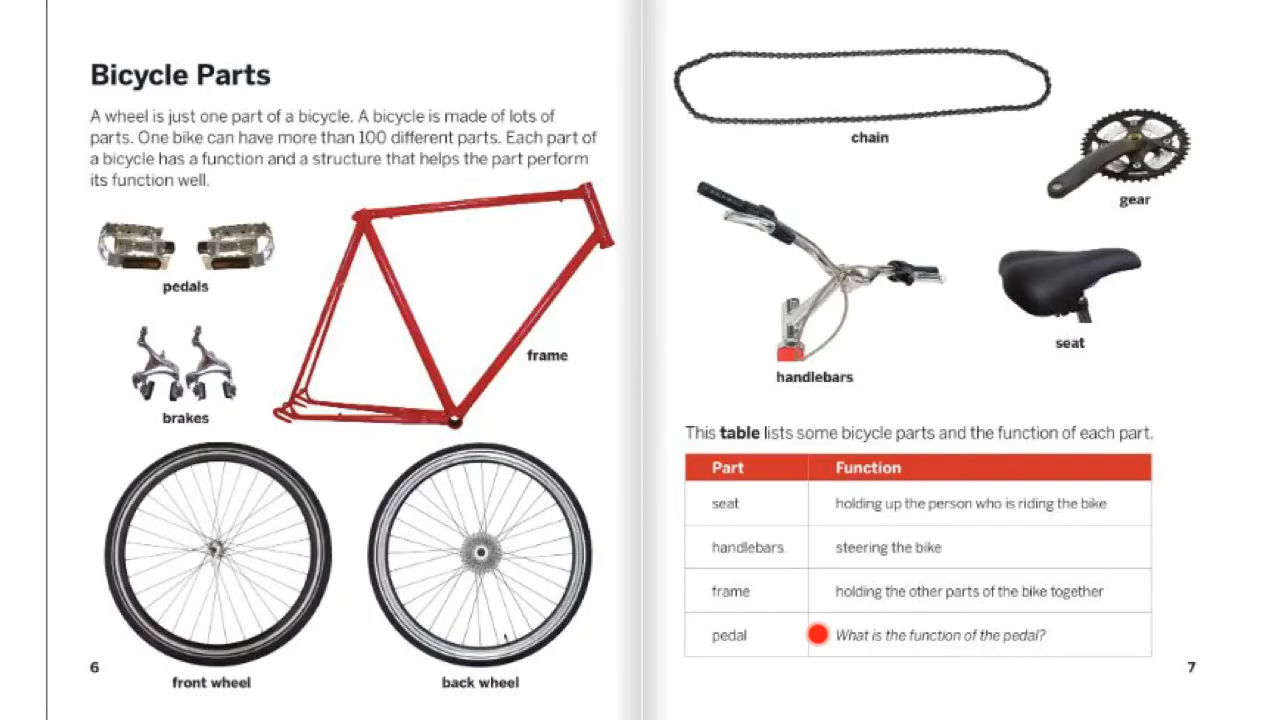 Bicycle Parts
A wheel is just one part of a bicycle. A bicycle is made of lots of
parts. One bike can have more than 100 different parts. Each part of
a bicycle has a function and a structure that helps the part perform
its function well.
pedals
frame
brakes
front wheel
back wheel
6
chain
gear
seat
handlebars
This table lists some bicycle parts and the function of each part.
Part Function
seat holding up the person who is riding the bike
handlebars steering the bike
frame holding the other parts of the bike together
pedal What is the function of the pedal?
7